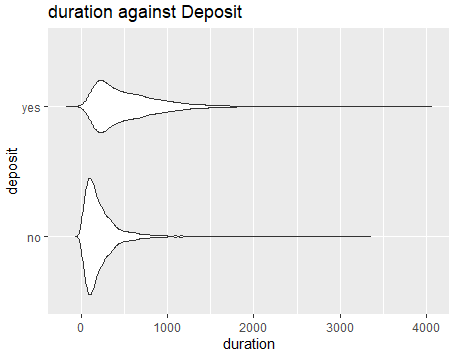 duration against Deposit
yes
no
deposit
0 1000 2000 3000 4000
duration